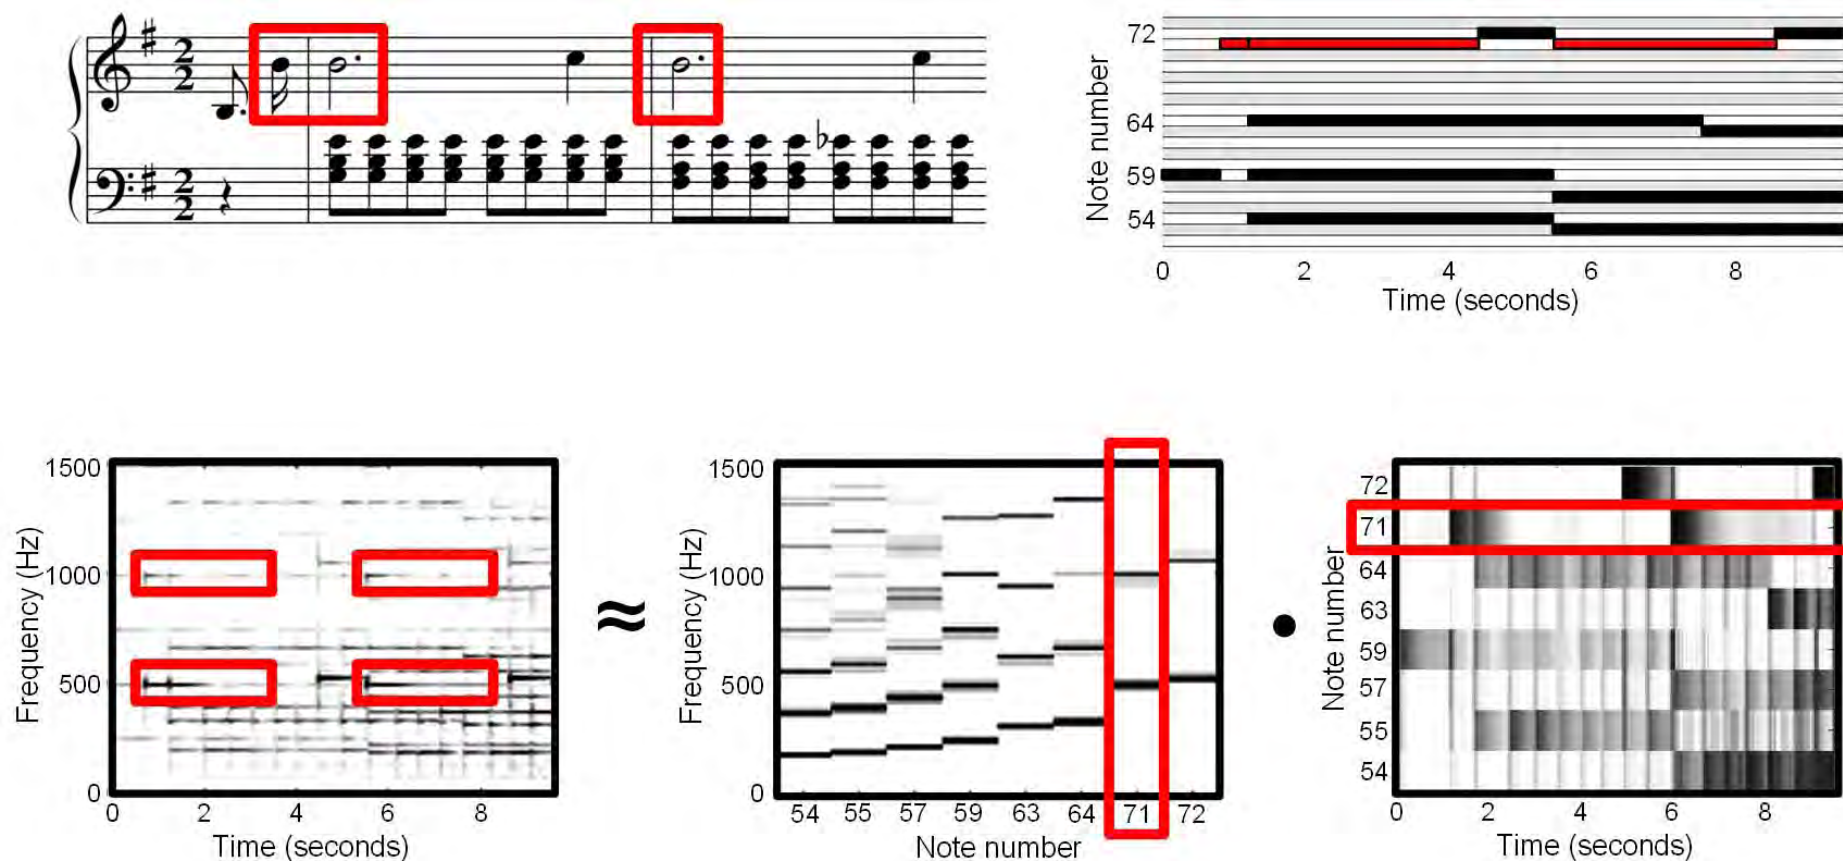 2
2
2
2
72
64
59
54
Note number
0 2 4 6 8
Time (seconds)
1500
1000
500
0
Frequency (Hz)
0 2 4 6 8
Time (seconds)
≈
1500
1000
500
0
Frequency (Hz)
54 55 57 59 63 64 71 72
Note number
72
71
64
63
59
57
55
54
Note number
0 2 4 6 8
Time (seconds)